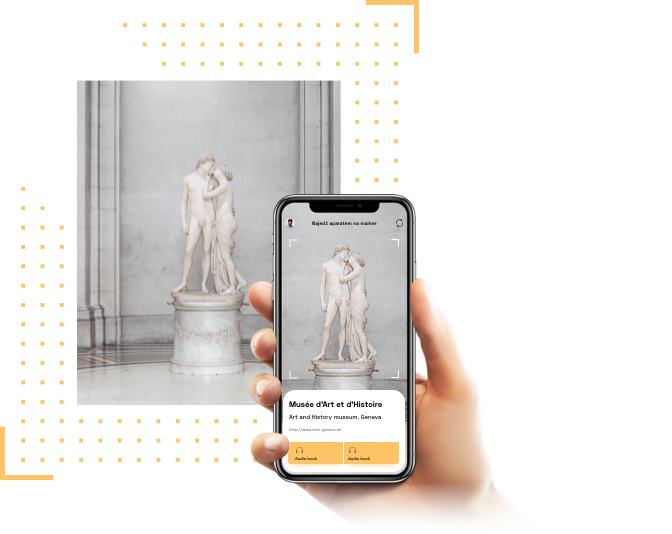 Najedź aparatem na marker
Musée d'Art et d'Histoire
Art and History museum, Geneva
http://www.mah-geneve.ch
Audio book
Audio book